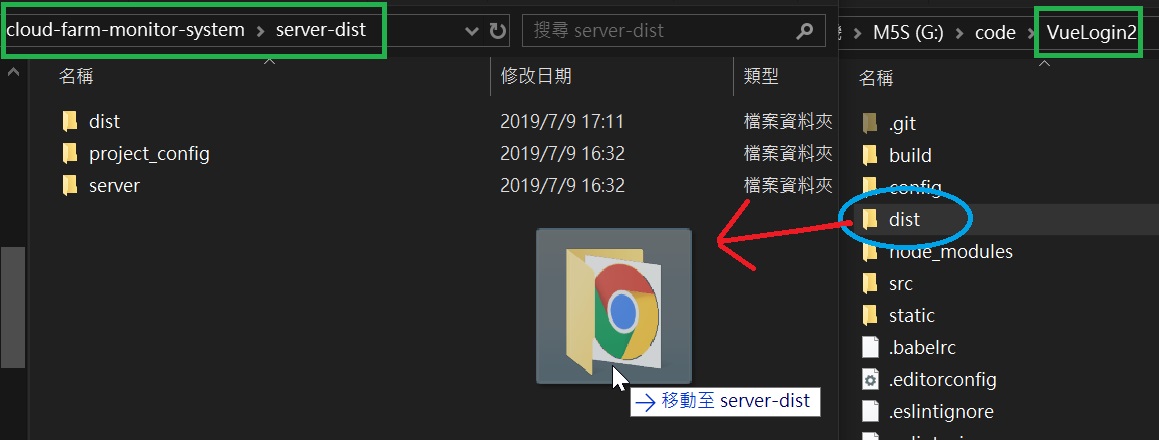 cloud-farm-monitor-system > server-dist
搜尋 server-dist
名稱
修改日期
類型
dist
2019/7/9 17:11
檔案資料夾
project_config
2019/7/9 16:32
檔案資料夾
server
2019/7/9 16:32
檔案資料夾
移動至 server-dist
M5S (G:) > code > VueLogin2
名稱
.git
build
config
dist
node_modules
src
static
.babelrc
.editorconfig
.eslintignore